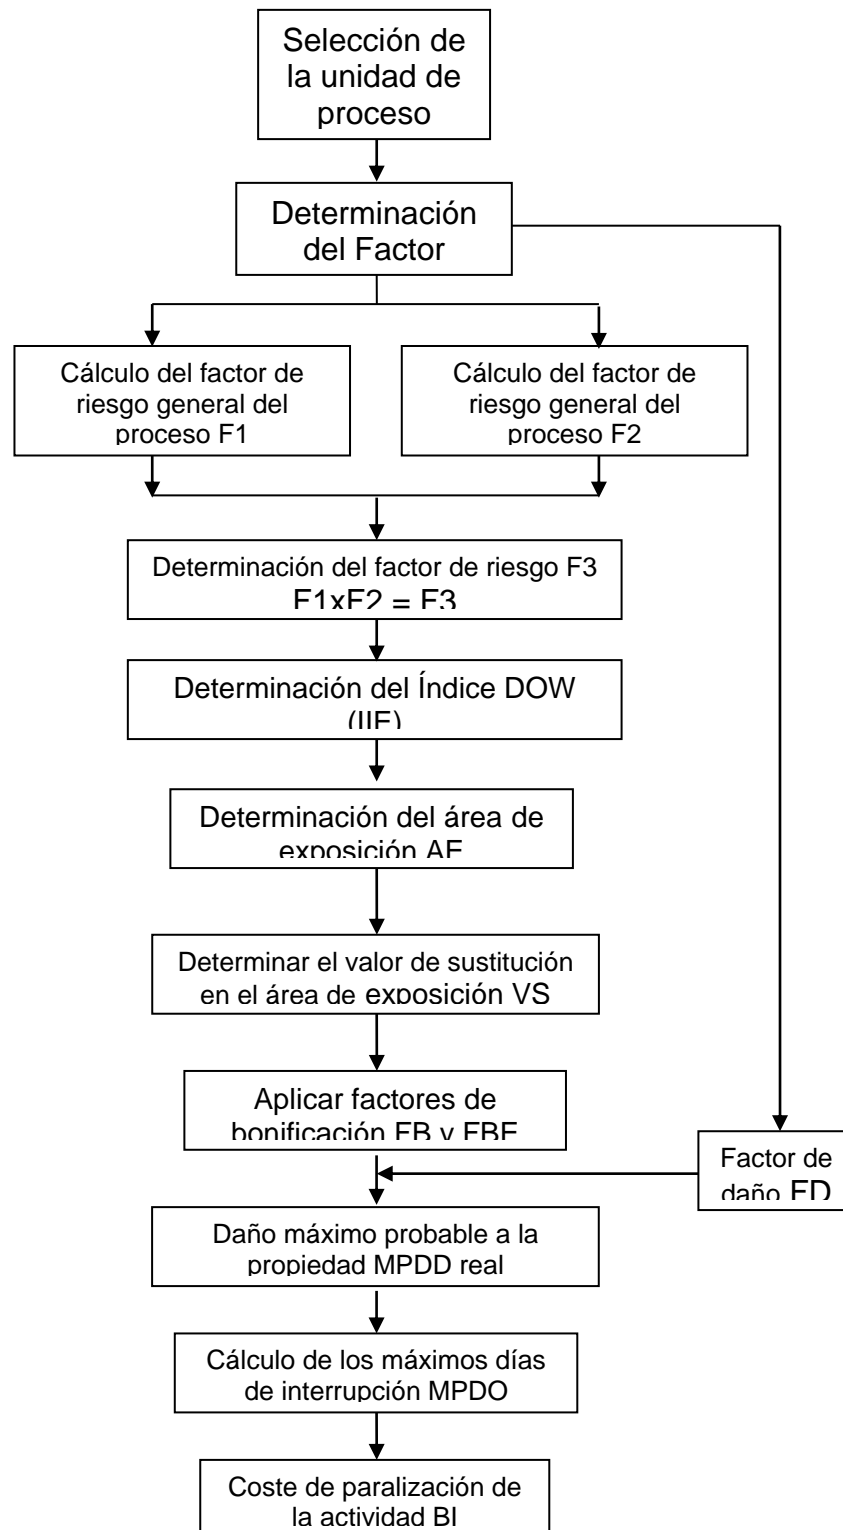 Selección de
la unidad de
proceso
Determinación
del Factor
Cálculo del factor de
riesgo general del
proceso F1
Cálculo del factor de
riesgo general del
proceso F2
Determinación del factor de riesgo F3
F1xF2 = F3
Determinación del Índice DOW
(IIE)
Determinación del área de
exposición AE
Determinar el valor de sustitución
en el área de exposición VS
Aplicar factores de
bonificación FB y FBE
Factor de
daño FD
Daño máximo probable a la
propiedad MPDD real
Cálculo de los máximos días
de interrupción MPDO
Coste de paralización de
la actividad BI